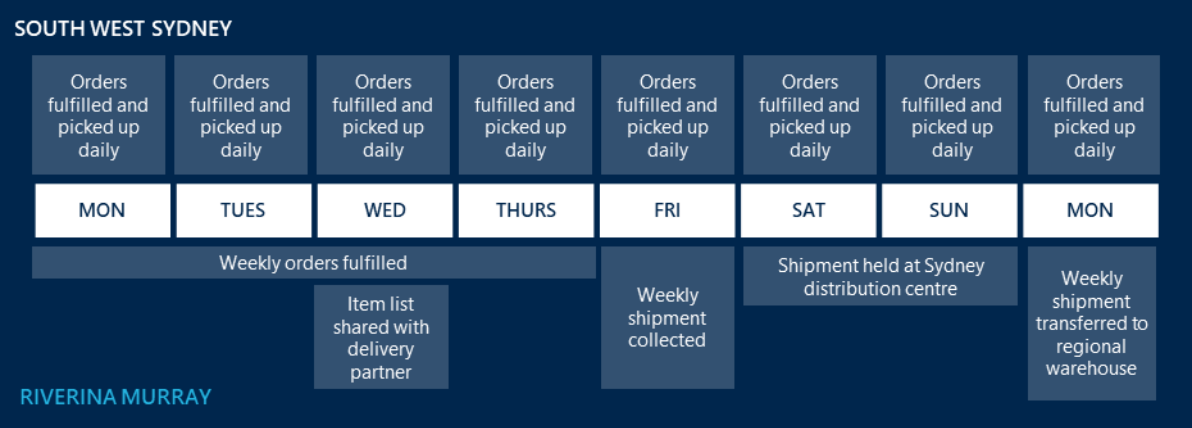 SOUTH WEST SYDNEY
Orders
fulfilled and
picked up
daily
Orders
fulfilled and
picked up
daily
Orders
fulfilled and
picked up
daily
Orders
fulfilled and
picked up
daily
Orders
fulfilled and
picked up
daily
Orders
fulfilled and
picked up
daily
Orders
fulfilled and
picked up
daily
Orders
fulfilled and
picked up
daily
MON
TUES
WED
THURS
FRI
SAT
SUN
MON
Weekly orders fulfilled
Item list
shared with
delivery
partner
Weekly
shipment
collected
Shipment held at Sydney
distribution centre
Weekly
shipment
transferred to
regional
warehouse
RIVERINA MURRAY